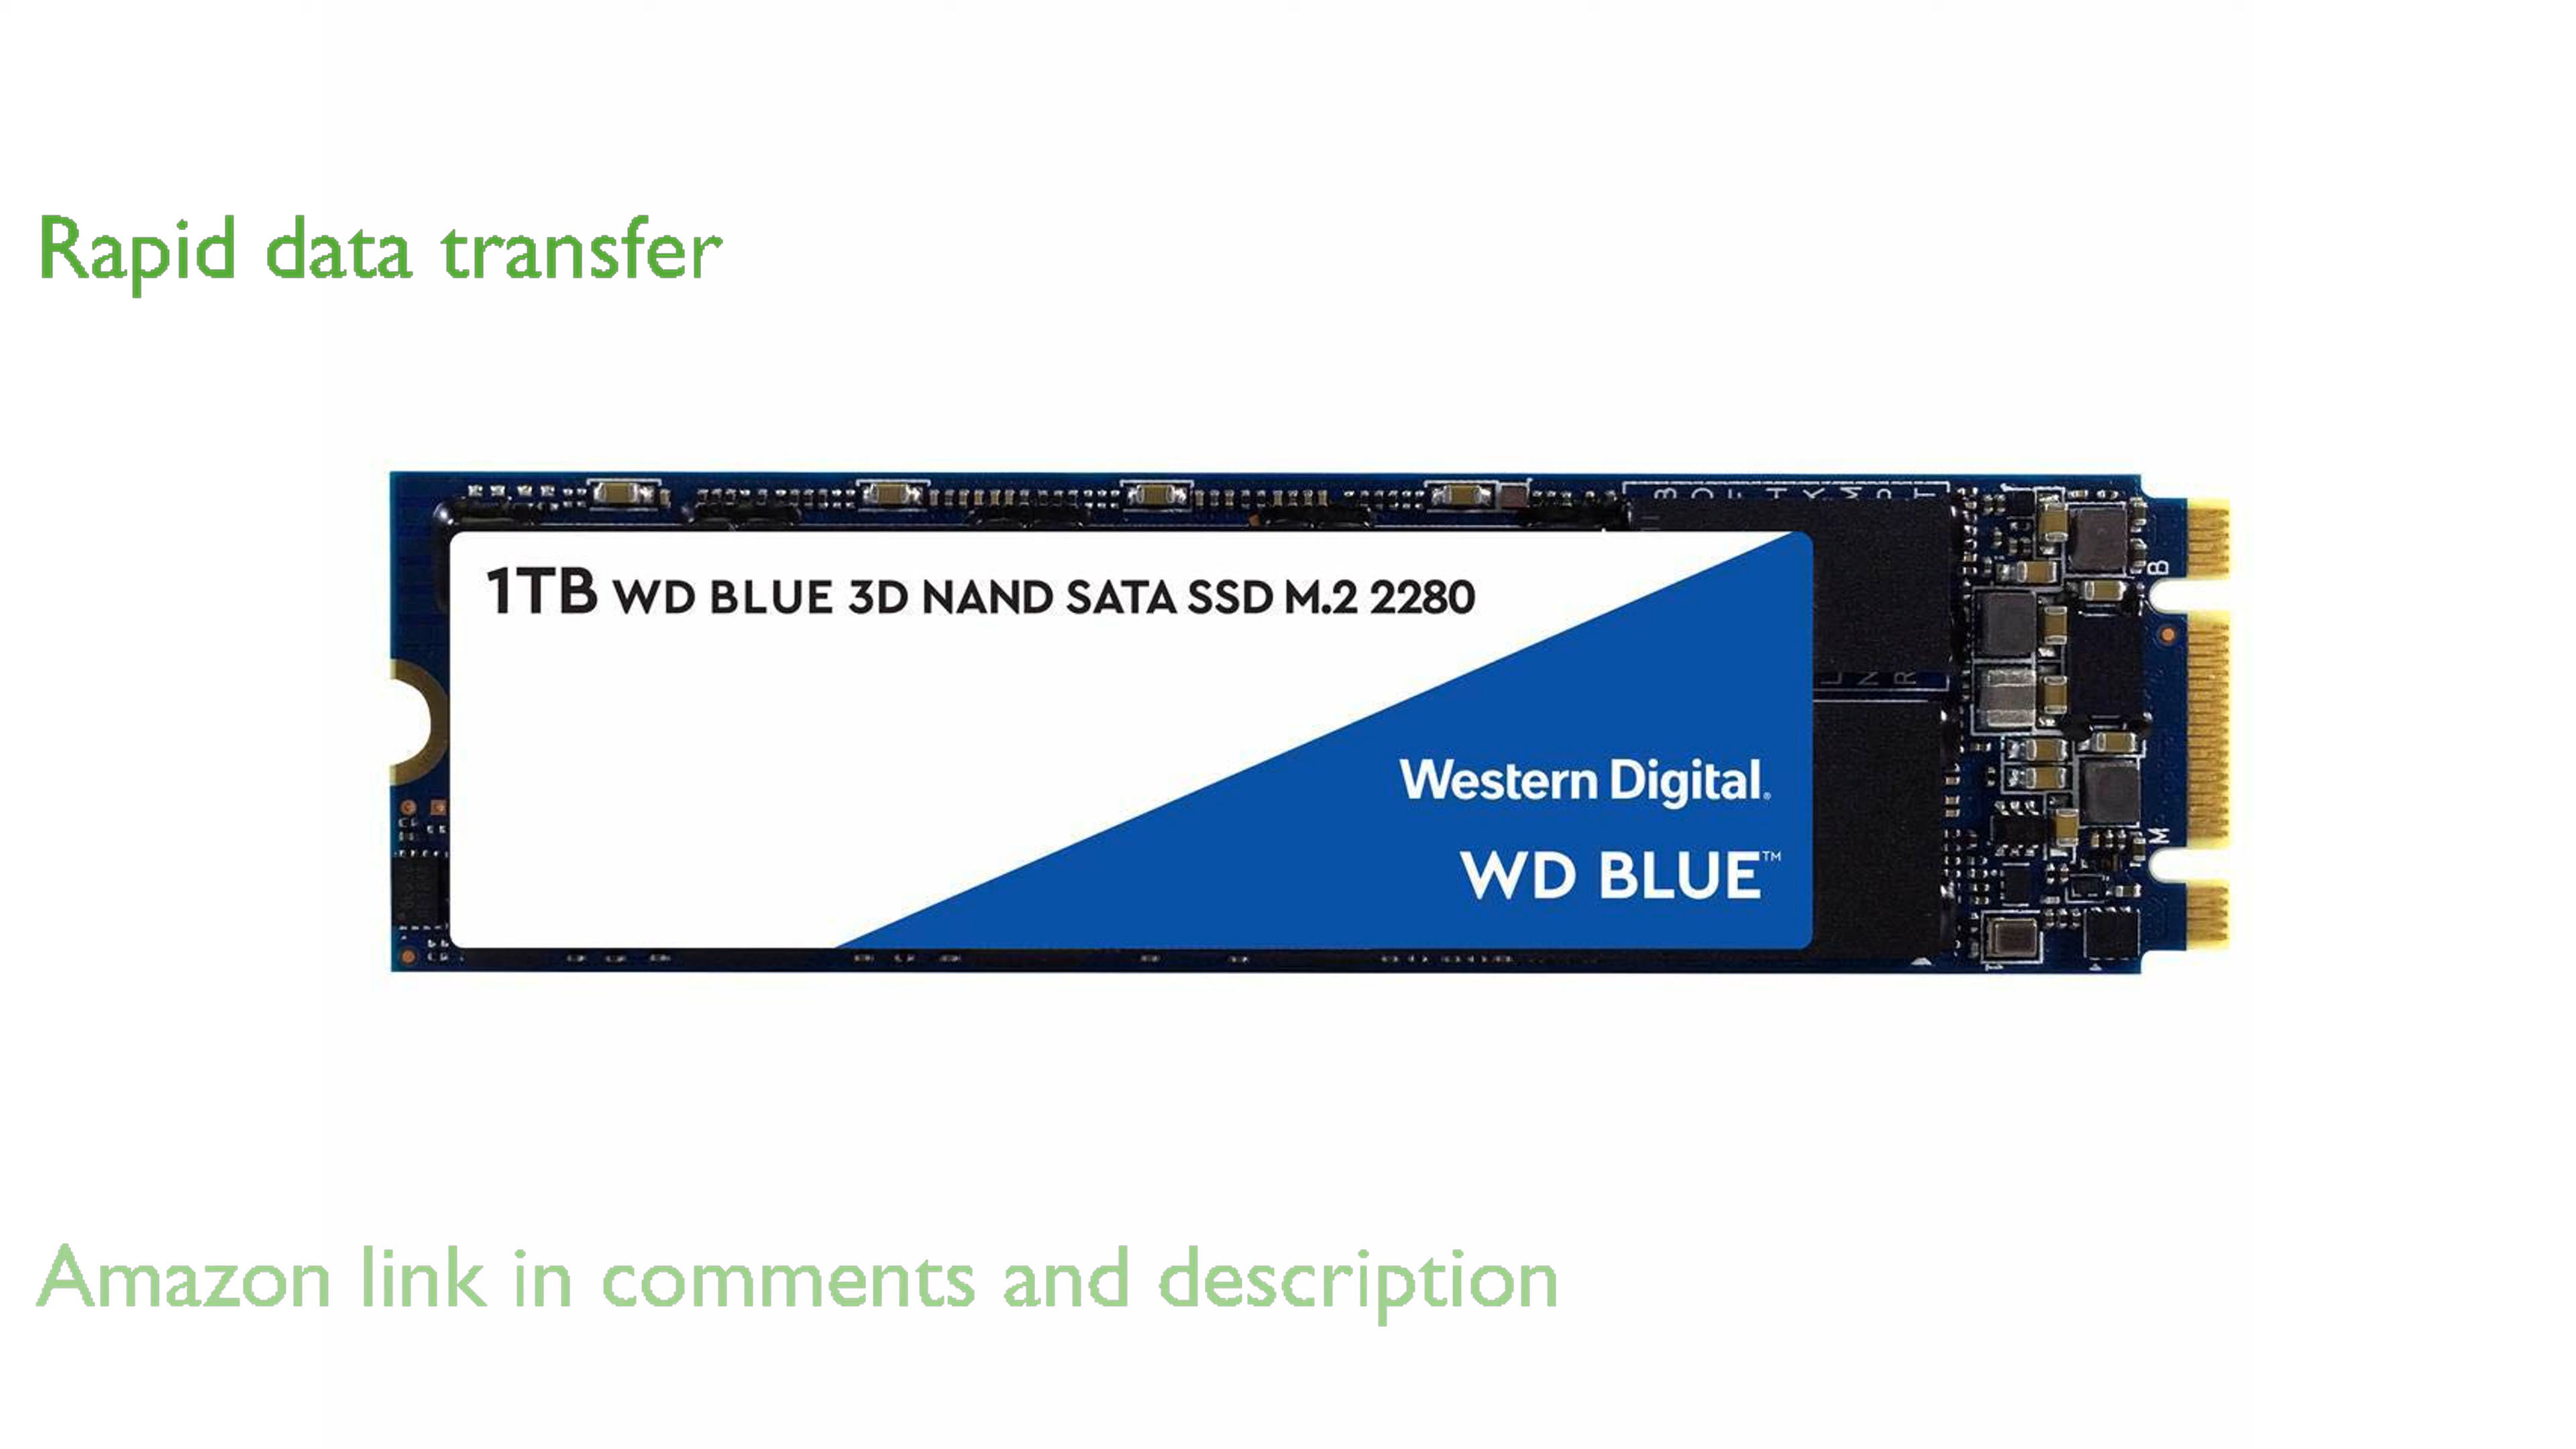 Rapid data transfer
B D F H K M P T
1TB WD BLUE 3D NAND SATA SSD M.2 2280
B
L N R
Western Digital.
WD BLUE™
M
Amazon link in comments and description